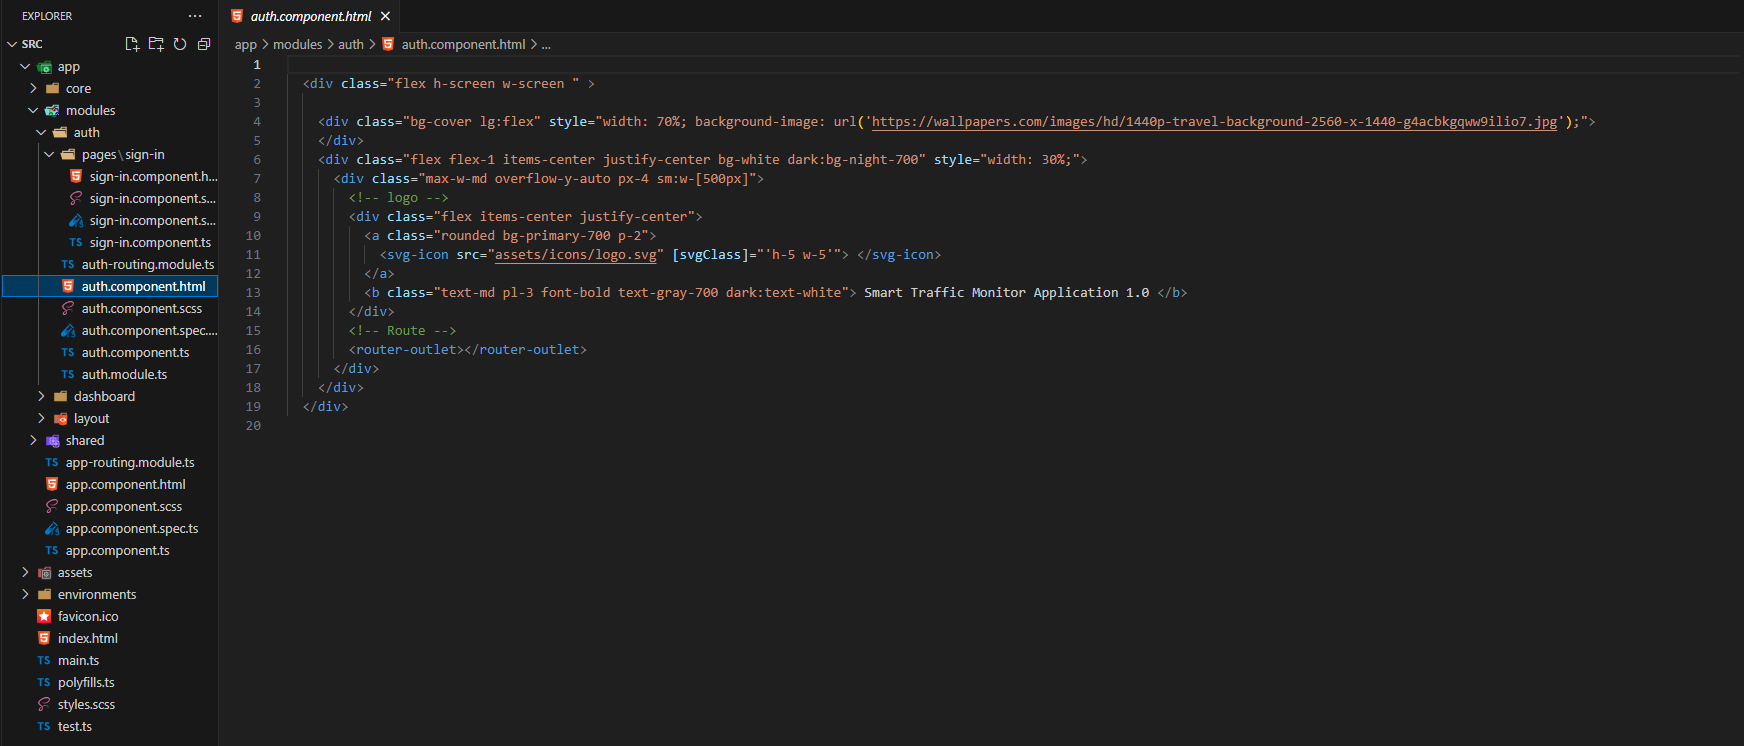 EXPLORER
SRC
app
core
modules
auth
pages\sign-in
sign-in.component.h...
sign-in.component.s...
sign-in.component.s...
sign-in.component.ts
auth-routing.module.ts
auth.component.html
auth.component.scss
auth.component.spec....
auth.component.ts
auth.module.ts
dashboard
layout
shared
app-routing.module.ts
app.component.html
app.component.scss
app.component.spec.ts
app.component.ts
assets
environments
favicon.ico
index.html
main.ts
polyfills.ts
styles.scss
test.ts
auth.component.html
app > modules > auth > auth.component.html > ...
1
2 <div class="flex h-screen w-screen " >
3
4 <div class="bg-cover lg:flex" style="width: 70%; background-image: url('https://wallpapers.com/images/hd/1440p-travel-background-2560-x-1440-g4acbkgqww9ilio7.jpg');">
5 </div>
6 <div class="flex flex-1 items-center justify-center bg-white dark:bg-night-700" style="width: 30%;">
7 <div class="max-w-md overflow-y-auto px-4 sm:w-[500px]">
8 <!-- logo -->
9 <div class="flex items-center justify-center">
10 <a class="rounded bg-primary-700 p-2">
11 <svg-icon src="assets/icons/logo.svg" [svgClass]="'h-5 w-5'"> </svg-icon>
12 </a>
13 <b class="text-md pl-3 font-bold text-gray-700 dark:text-white"> Smart Traffic Monitor Application 1.0 </b>
14 </div>
15 <!-- Route -->
16 <router-outlet></router-outlet>
17 </div>
18 </div>
19 </div>
20